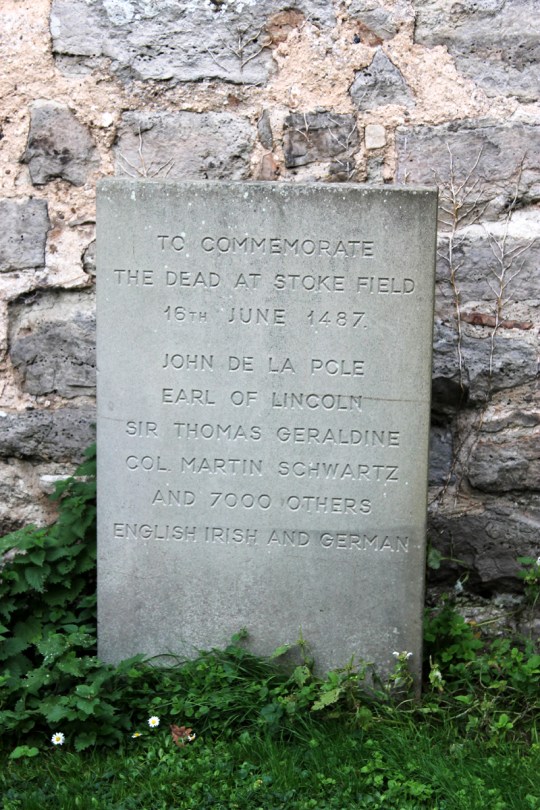 TO COMMEMORATE
THE DEAD AT STOKE FIELD
16TH JUNE 1487.
JOHN DE LA POLE
EARL OF LINCOLN
SIR THOMAS GERALDINE
COL. MARTIN SCHWARTZ
AND 7000 OTHERS
ENGLISH IRISH AND GERMAN